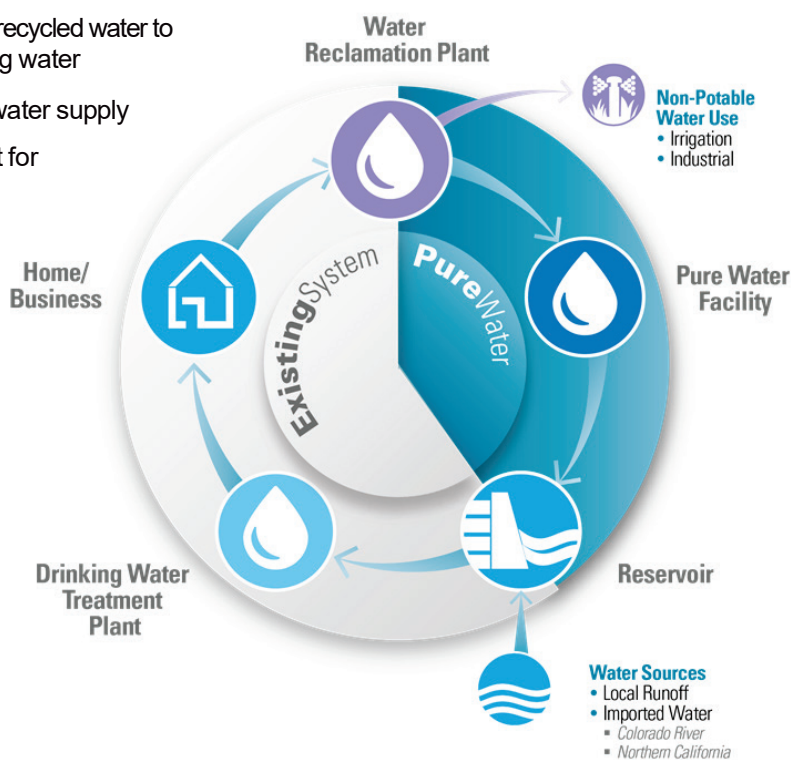 recycled water to
g water
water supply
t for
Water
Reclamation Plant
Non-Potable
Water Use
• Irrigation
• Industrial
Home/
Business
ExistingSystem
PureWater
Pure Water
Facility
Drinking Water
Treatment
Plant
Reservoir
Water Sources
• Local Runoff
• Imported Water
▪ Colorado River
▪ Northern California